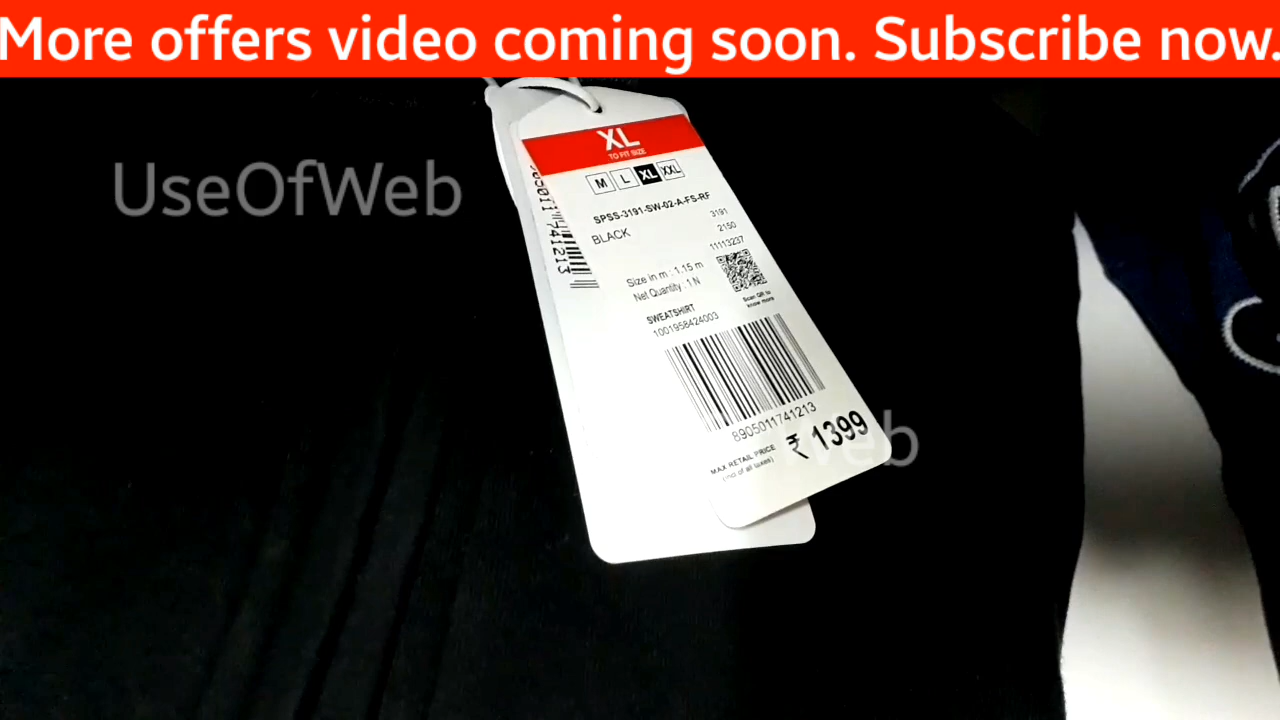 More offers video coming soon. Subscribe now.
UseOfWeb
XL
TO FIT SIZE
M L XL XXL
SPSS-3191-SW-02-A-FS-RF
3191
BLACK
2150
11113237
Size in m : 1.15 m
Net Quantity : 1 N
Scan QR to
know more
SWEATSHIRT
1001958424003
8905011741213
MAX RETAIL PRICE
(incl of all taxes)
₹ 1399
Web